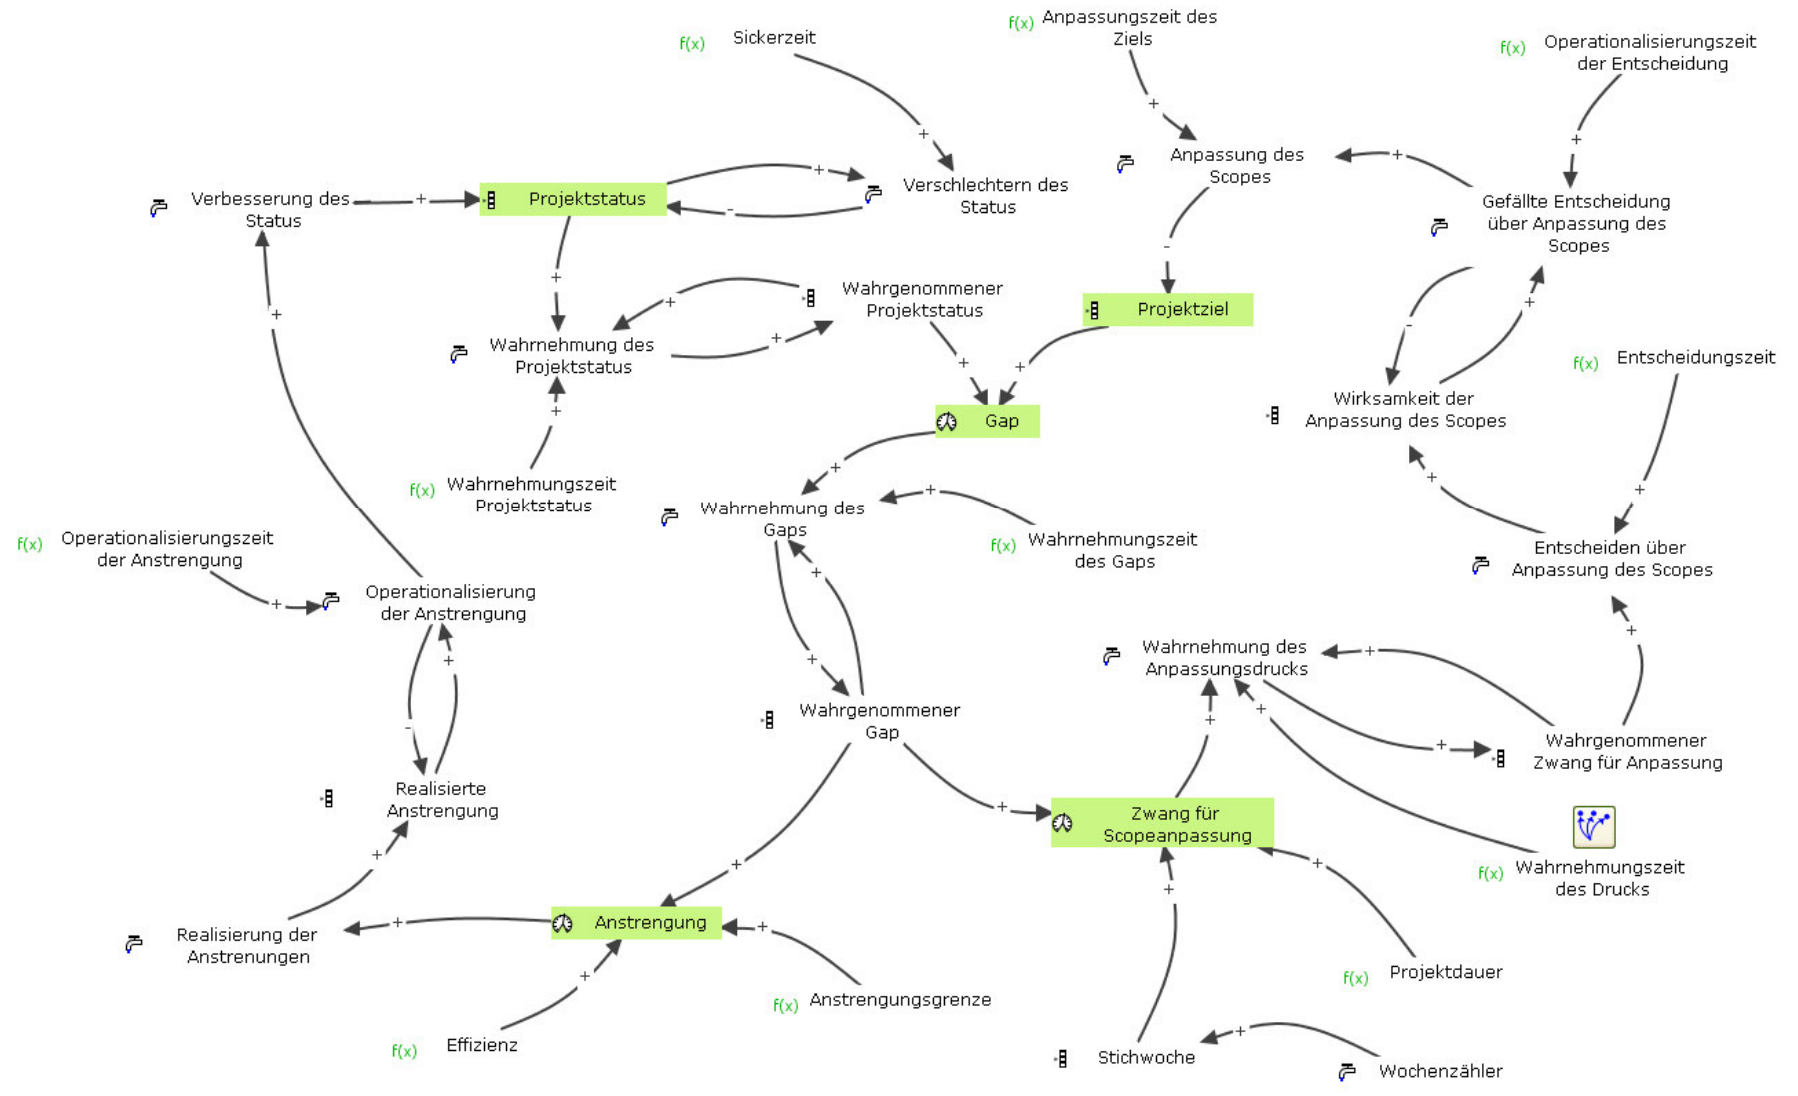 f(x)
Sickerzeit
f(x)
Anpassungszeit des
Ziels
f(x)
Operationalisierungszeit
der Entscheidung
+
+
+
Anpassung des
Scopes
+
Verbesserung des
Status
+
Projektstatus
+
-
Verschlechtern des
Status
Gefällte Entscheidung
über Anpassung des
Scopes
-
+
+
Wahrgenommener
Projektstatus
Projektziel
-
+
+
Wahrnehmung des
Projektstatus
+
+
+
+
f(x)
Entscheidungszeit
Wirksamkeit der
Anpassung des Scopes
+
Gap
+
+
+
f(x)
Wahrnehmungszeit
Projektstatus
+
Wahrnehmung des
Gaps
f(x)
Wahrnehmungszeit
des Gaps
f(x)
Operationalisierungszeit
der Anstrengung
Entscheiden über
Anpassung des Scopes
+
Operationalisierung
der Anstrengung
+
+
+
+
+
Wahrnehmung des
Anpassungsdrucks
+
-
Wahrgenommener
Gap
+
+
+
Wahrgenommener
Zwang für Anpassung
Realisierte
Anstrengung
+
Zwang für
Scopeanpassung
+
+
+
f(x)
Wahrnehmungszeit
des Drucks
+
Realisierung der
Anstrenungen
+
Anstrengung
+
+
f(x)
Anstrengungsgrenze
f(x)
Projektdauer
f(x)
Effizienz
Stichwoche
+
Wochenzähler